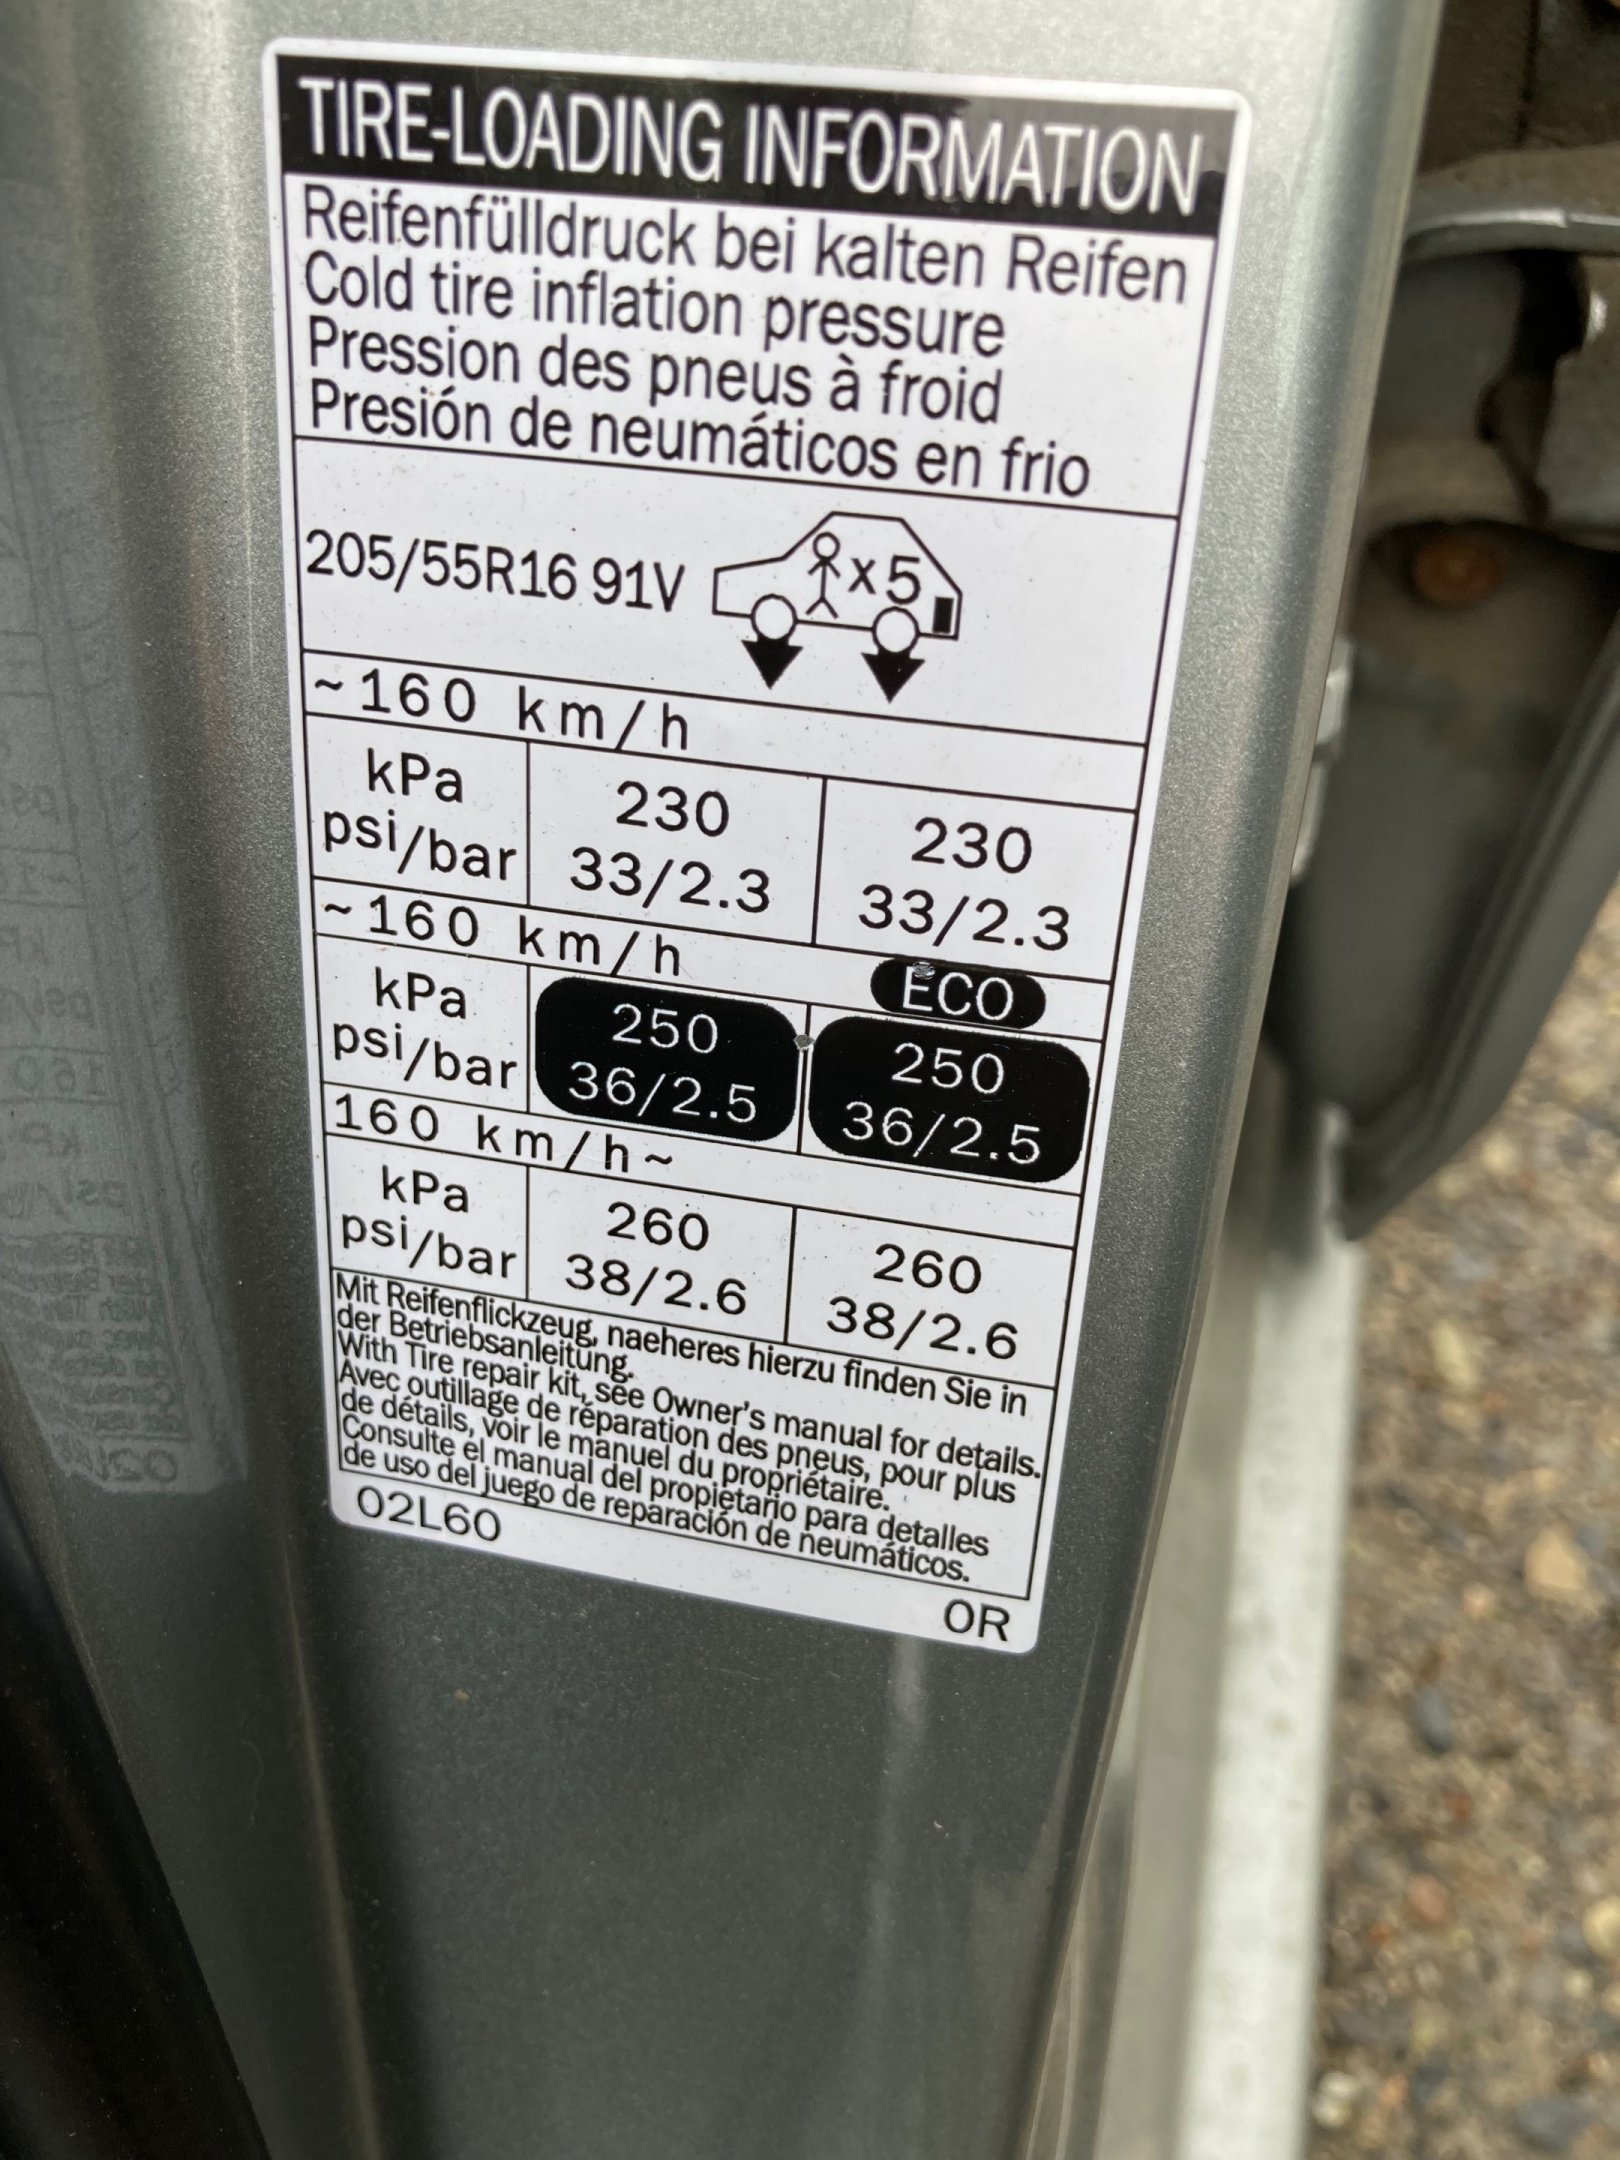 TIRE-LOADING INFORMATION
Reifenfülldruck bei kalten Reifen
Cold tire inflation pressure
Pression des pneus à froid
Presión de neumáticos en frio
205/55R16 91V x5
~160 km/h
kPa 230 230
psi/bar 33/2.3 33/2.3
~160 km/h ECO
kPa 250 250
psi/bar 36/2.5 36/2.5
160 km/h~
kPa 260 260
psi/bar 38/2.6 38/2.6
Mit Reifenflickzeug, naeheres hierzu finden Sie in
der Betriebsanleitung.
With Tire repair kit, see Owner's manual for details.
Avec outillage de réparation des pneus, pour plus
de détails, voir le manuel du propriétaire.
Consulte el manual del propietario para detalles
de uso del juego de reparación de neumáticos.
02L60
0R